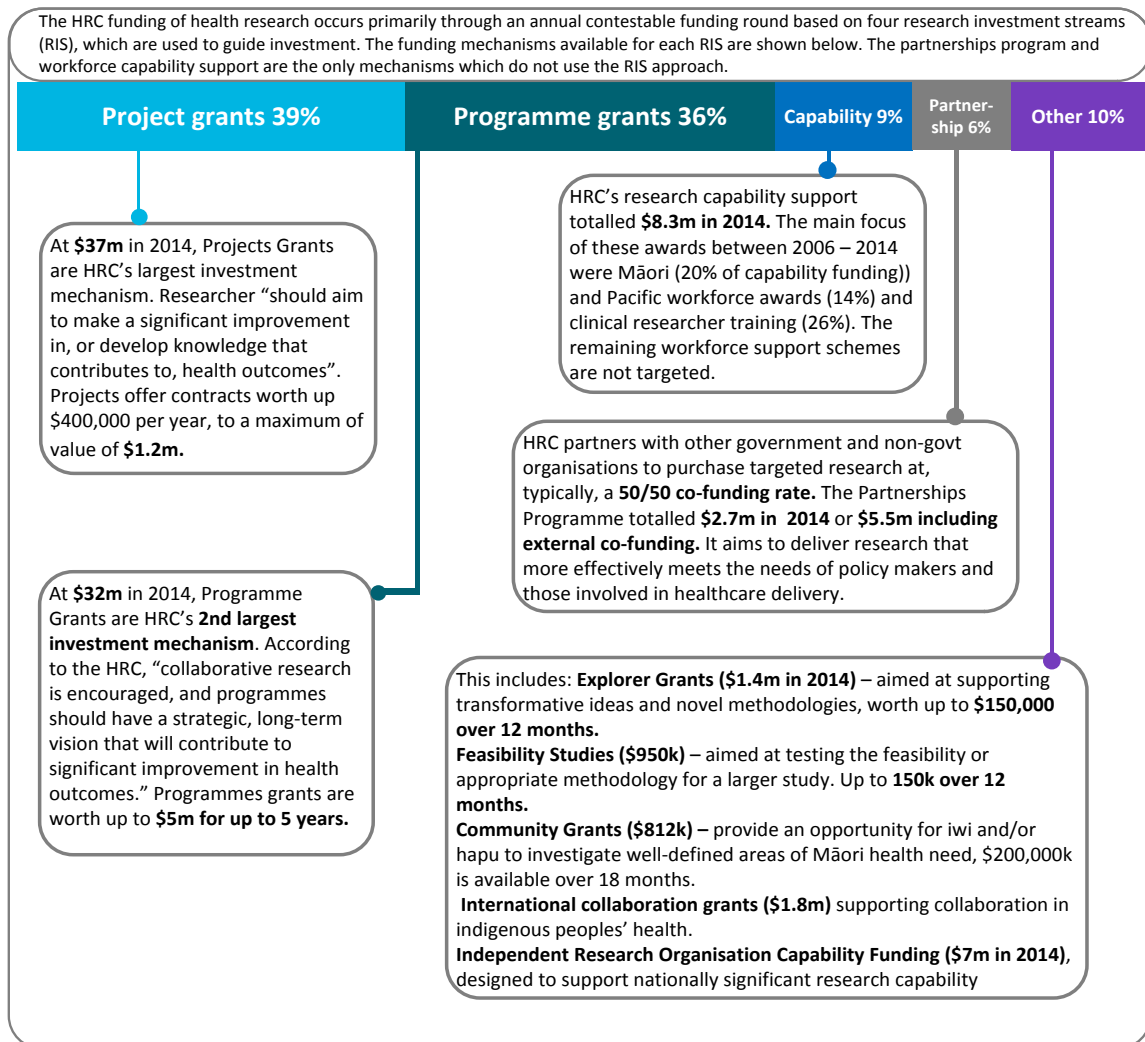 The HRC funding of health research occurs primarily through an annual contestable funding round based on four research investment streams
(RIS), which are used to guide investment. The funding mechanisms available for each RIS are shown below. The partnerships program and
workforce capability support are the only mechanisms which do not use the RIS approach.
Project grants 39%
Programme grants 36%
Capability 9%
Partner-
ship 6%
Other 10%
HRC's research capability support
totalled $8.3m in 2014. The main focus
of these awards between 2006 – 2014
were Māori (20% of capability funding))
and Pacific workforce awards (14%) and
clinical researcher training (26%). The
remaining workforce support schemes
are not targeted.
At $37m in 2014, Projects Grants
are HRC's largest investment
mechanism. Researcher “should aim
to make a significant improvement
in, or develop knowledge that
contributes to, health outcomes”.
Projects offer contracts worth up
$400,000 per year, to a maximum of
value of $1.2m.
HRC partners with other government and non-govt
organisations to purchase targeted research at,
typically, a 50/50 co-funding rate. The Partnerships
Programme totalled $2.7m in 2014 or $5.5m including
external co-funding. It aims to deliver research that
more effectively meets the needs of policy makers and
those involved in healthcare delivery.
At $32m in 2014, Programme
Grants are HRC's 2nd largest
investment mechanism. According
to the HRC, “collaborative research
is encouraged, and programmes
should have a strategic, long-term
vision that will contribute to
significant improvement in health
outcomes.” Programmes grants are
worth up to $5m for up to 5 years.
This includes: Explorer Grants ($1.4m in 2014) – aimed at supporting
transformative ideas and novel methodologies, worth up to $150,000
over 12 months.
Feasibility Studies ($950k) – aimed at testing the feasibility or
appropriate methodology for a larger study. Up to 150k over 12
months.
Community Grants ($812k) – provide an opportunity for iwi and/or
hapu to investigate well-defined areas of Māori health need, $200,000k
is available over 18 months.
International collaboration grants ($1.8m) supporting collaboration in
indigenous peoples' health.
Independent Research Organisation Capability Funding ($7m in 2014),
designed to support nationally significant research capability